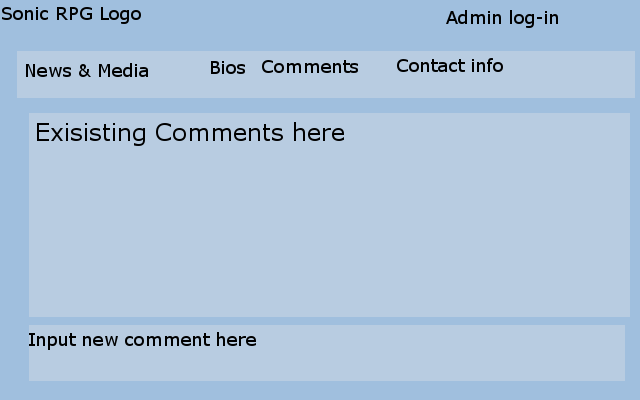 Sonic RPG Logo
Admin log-in
News & Media
Bios
Comments
Contact info
Exisisting Comments here
Input new comment here